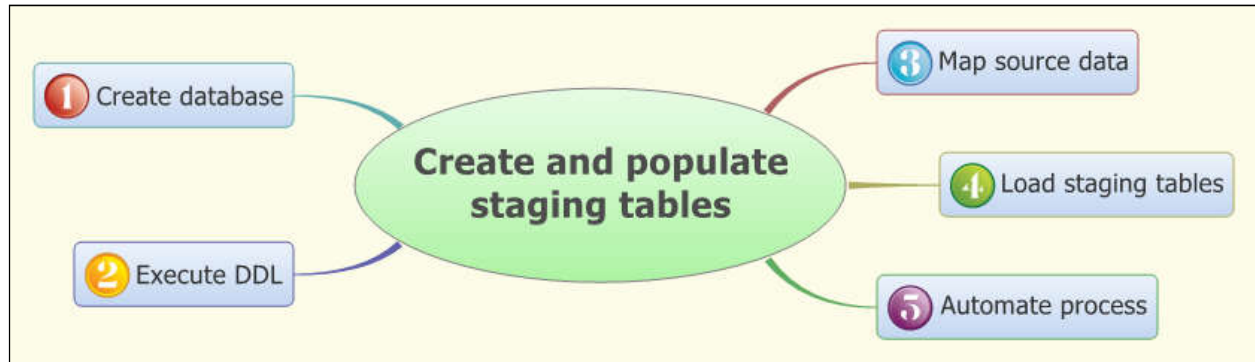 1 Create database
2 Execute DDL
Create and populate
staging tables
3 Map source data
4 Load staging tables
5 Automate process